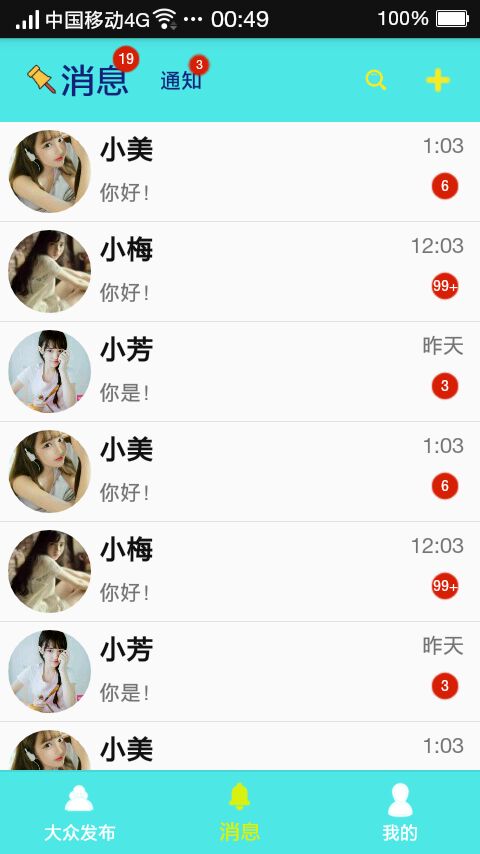 中国移动4G ··· 00:49 100%
消息 19 通知 3
小美 1:03
你好！ 6
小梅 12:03
你好！ 99+
小芳 昨天
你是！ 3
小美 1:03
你好！ 6
小梅 12:03
你好！ 99+
小芳 昨天
你是！ 3
小美 1:03
大众发布 消息 我的